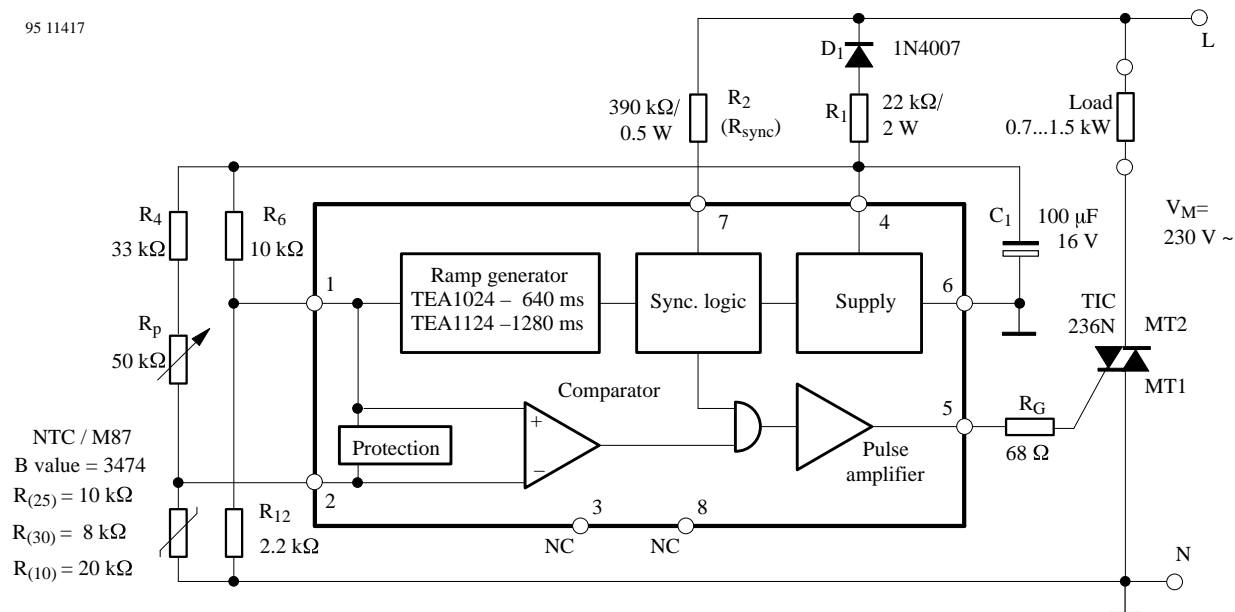 95 11417
L
D1
1N4007
390 kΩ/
0.5 W
R2
(Rsync)
R1
22 kΩ/
2 W
Load
0.7...1.5 kW
R4
33 kΩ
R6
10 kΩ
7
4
C1
100 μF
16 V
VM=
230 V ~
1
Ramp generator
TEA1024 – 640 ms
TEA1124 –1280 ms
Sync. logic
Supply
6
TIC
236N
MT2
MT1
Rp
50 kΩ
Comparator
+
−
Protection
Pulse
amplifier
5
RG
68 Ω
NTC / M87
B value = 3474
R(25) = 10 kΩ
R(30) = 8 kΩ
R(10) = 20 kΩ
2
R12
2.2 kΩ
3
NC
8
NC
N